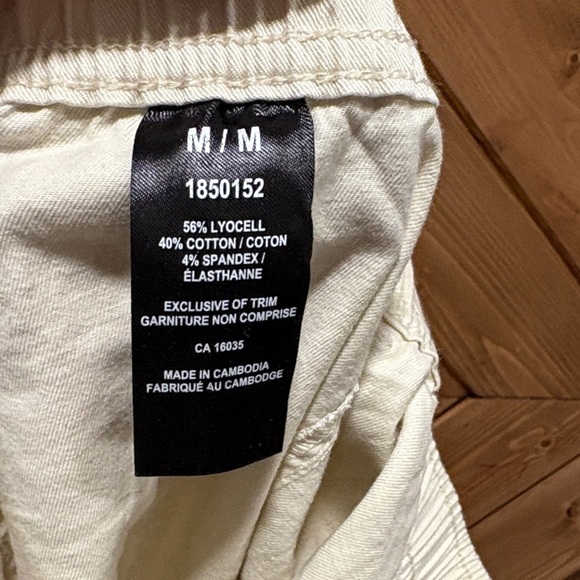 M / M
1850152
56% LYOCELL
40% COTTON / COTON
4% SPANDEX /
ÉLASTHANNE
EXCLUSIVE OF TRIM
GARNITURE NON COMPRISE
CA 16035
MADE IN CAMBODIA
FABRIQUÉ 4U CAMBODGE